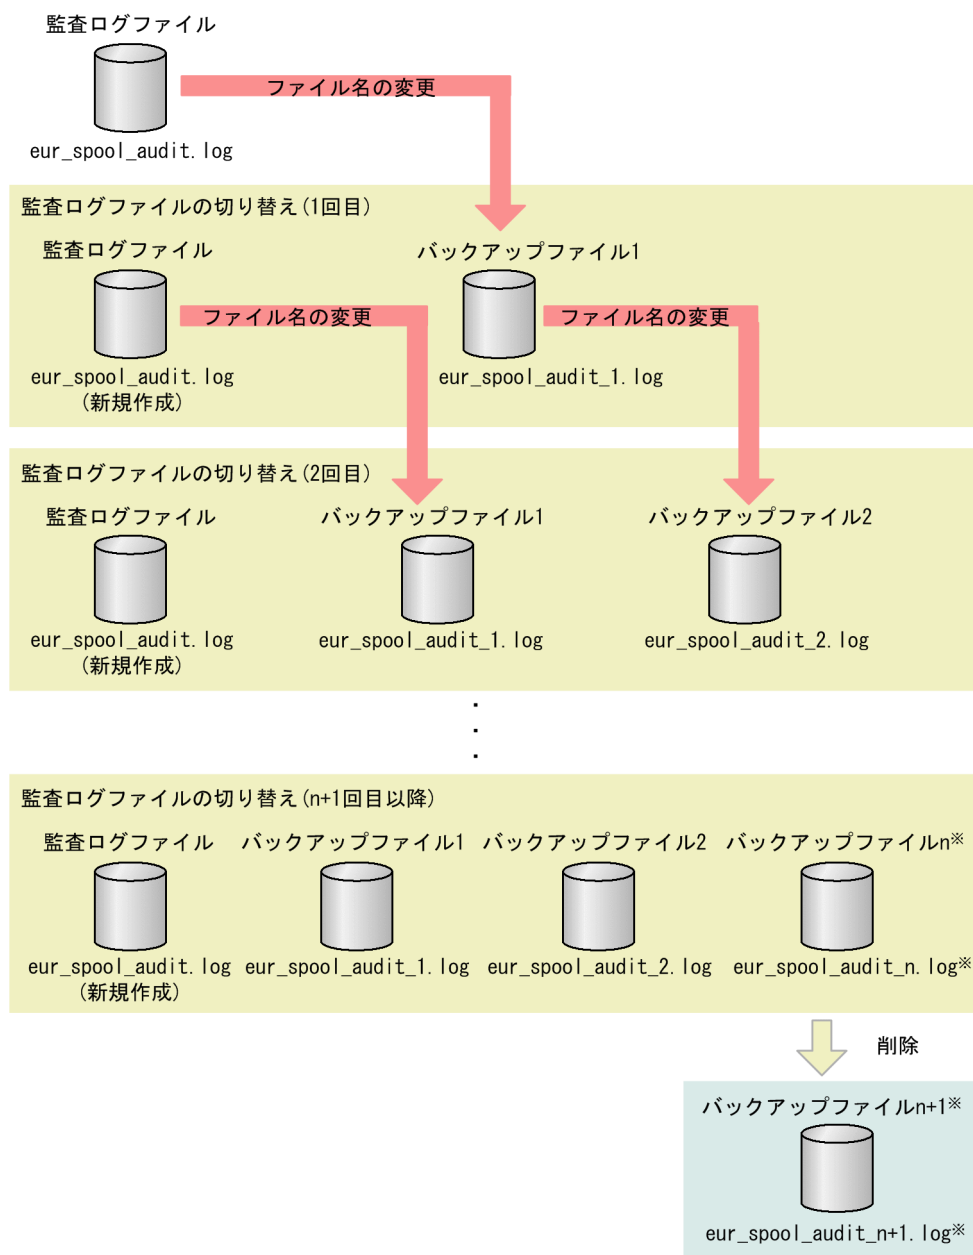 監査ログファイル
ファイル名の変更
eur_spool_audit.log
監査ログファイルの切り替え(1回目)
監査ログファイル
バックアップファイル1
ファイル名の変更
ファイル名の変更
eur_spool_audit.log
(新規作成)
eur_spool_audit_1.log
監査ログファイルの切り替え(2回目)
監査ログファイル
バックアップファイル1
バックアップファイル2
eur_spool_audit.log
(新規作成)
eur_spool_audit_1.log
eur_spool_audit_2.log
監査ログファイルの切り替え(n+1回目以降)
監査ログファイル
バックアップファイル1
バックアップファイル2
バックアップファイルn※
eur_spool_audit.log
(新規作成)
eur_spool_audit_1.log
eur_spool_audit_2.log
eur_spool_audit_n.log※
削除
バックアップファイルn+1※
eur_spool_audit_n+1.log※